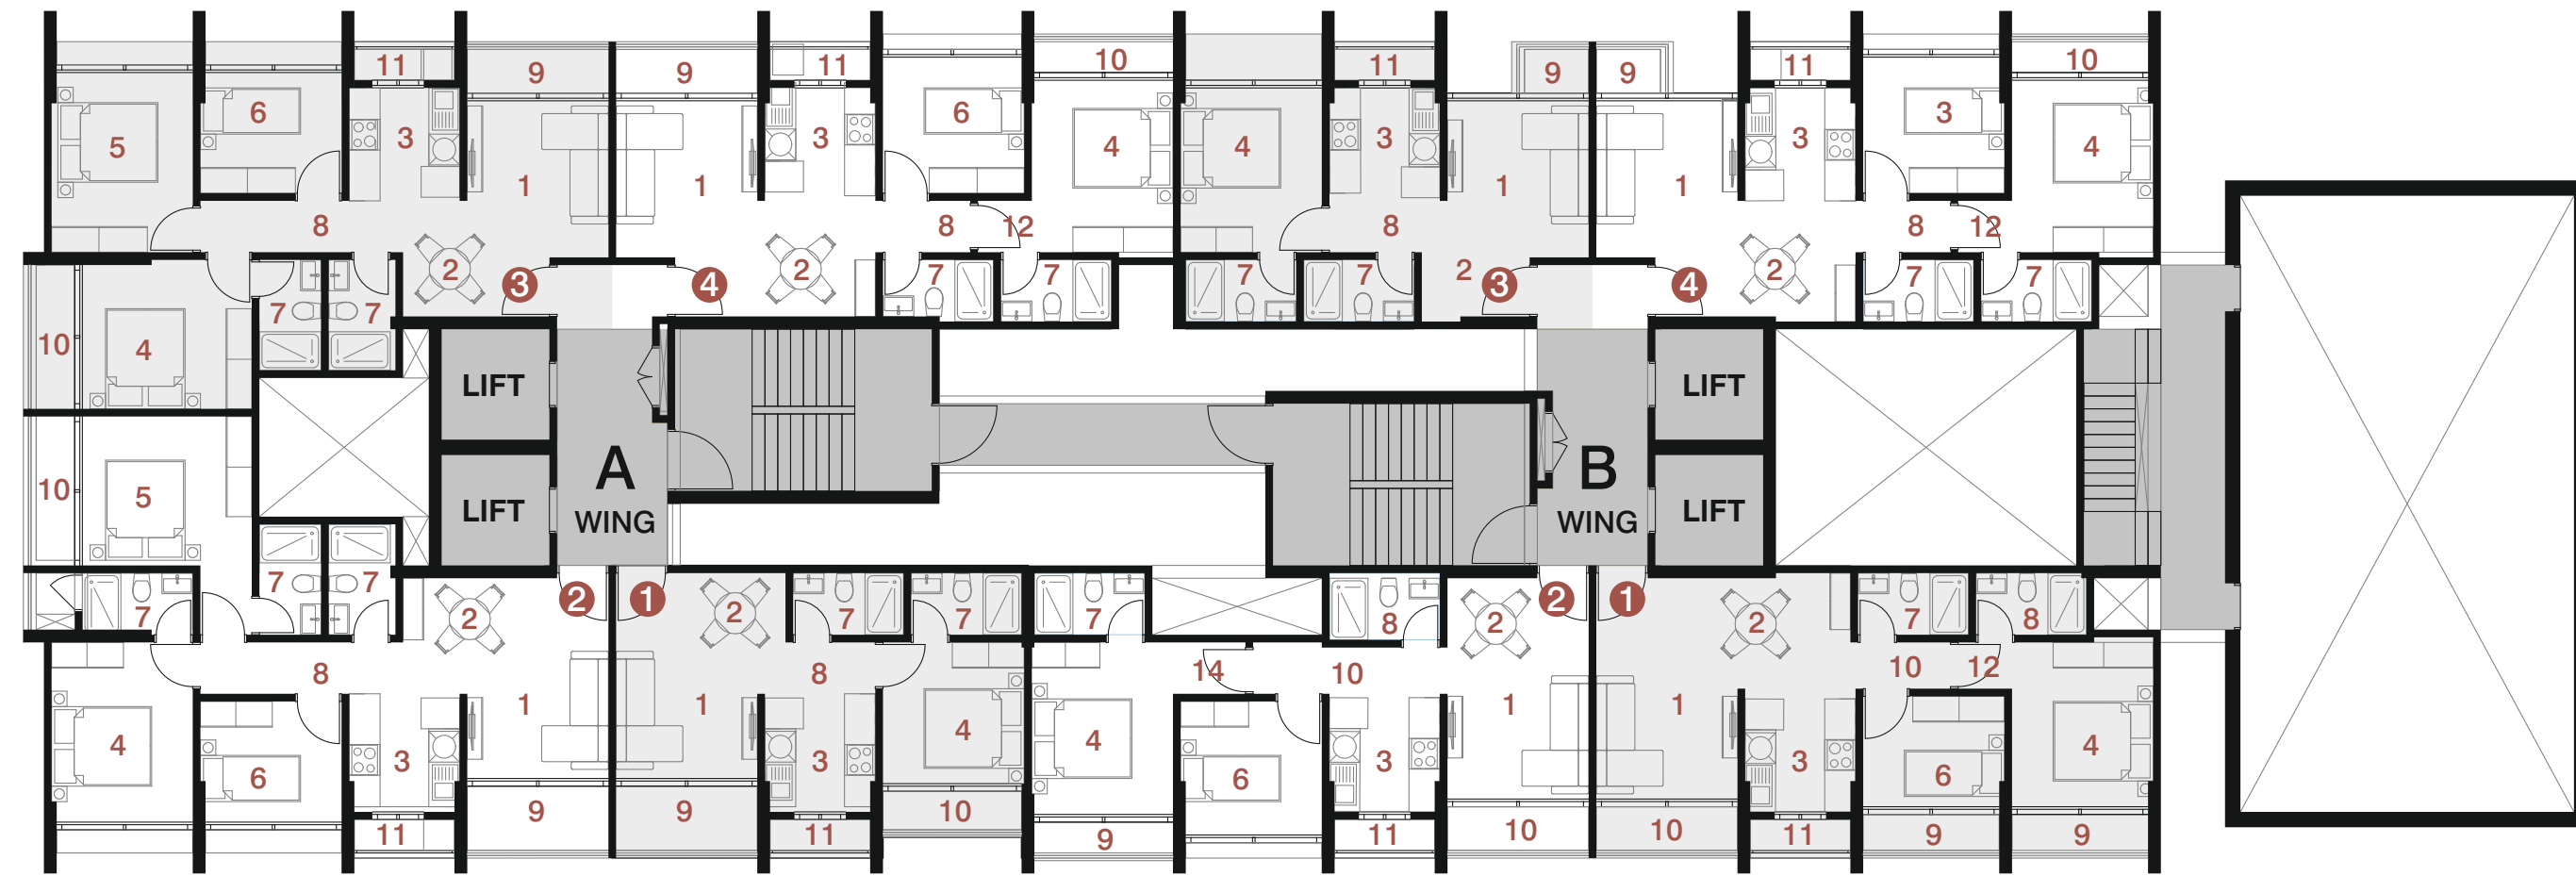 11 9 9 11 10 11 9 9 11 10
5 6 3 1 1 3 6 4 4 3 1 1 3 3 4
8 8 12 8 8 12
2 3 4 2 7 7 7 7 2 3 4 2 7 7
7 7
10 4
LIFT LIFT
10 5
A B
LIFT WING WING LIFT
7 7 7 2 2 1 2 7 7 7 8 2 2 1 2 7 8
8 8 14 10 10 12
4 6 3 1 1 3 4 4 6 3 1 1 3 6 4
11 9 9 11 10 9 11 10 10 11 9 9